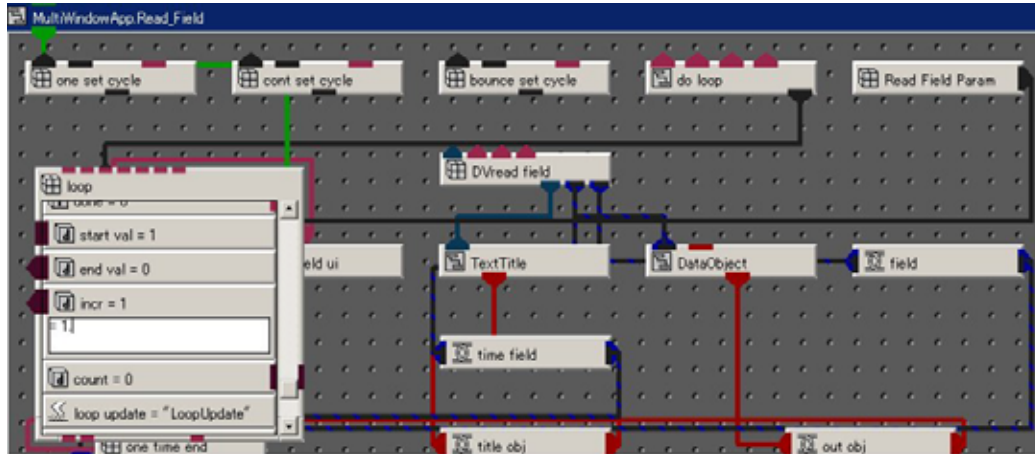 MultiWindowApp.Read_Field
one set cycle
cont set cycle
bounce set cycle
do loop
Read Field Param
loop
DVread field
done = 0
start val = 1
end val = 0
incr = 1
= 1
count = 0
loop update = "LoopUpdate"
eld ui
TextTitle
DataObject
field
time field
one time end
title obj
out obj